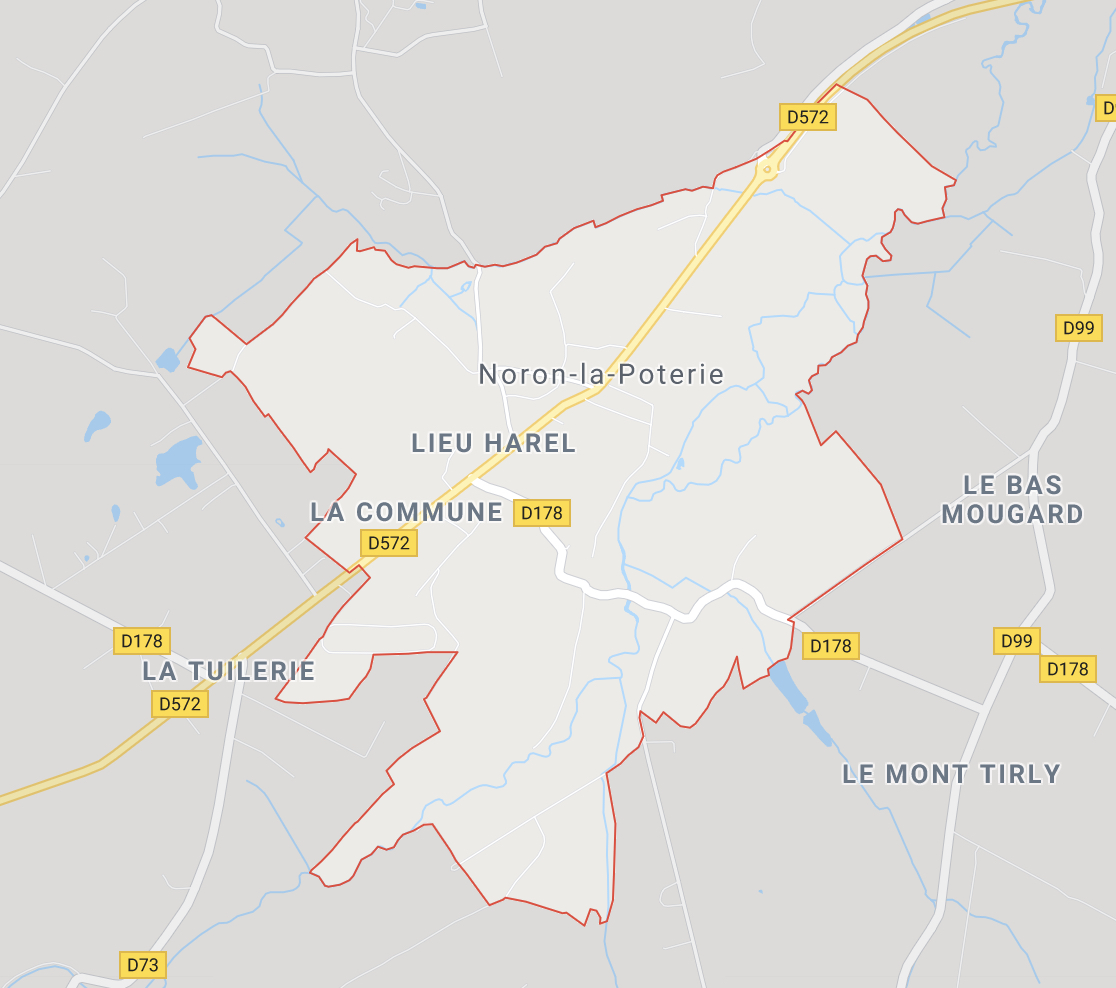 D572
D
D99
Noron-la-Poterie
LIEU HAREL
LE BAS
MOUGARD
LA COMMUNE
D178
D572
D178
D178
D99
D178
LA TUILERIE
D572
LE MONT TIRLY
D73